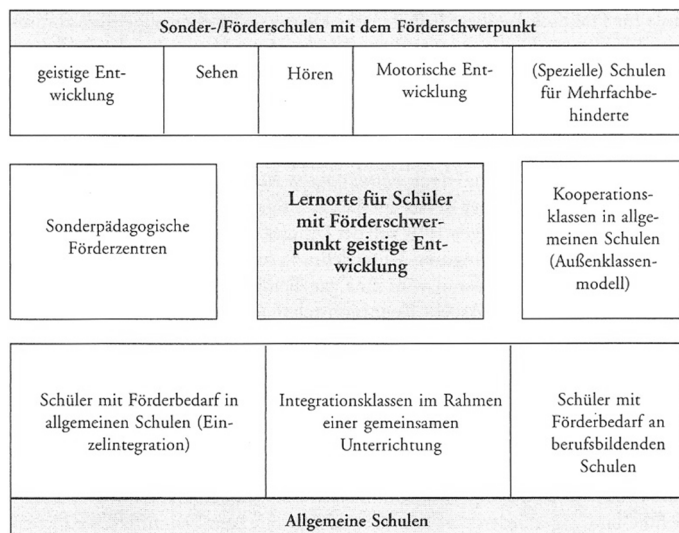 Sonder-/Förderschulen mit dem Förderschwerpunkt
geistige Ent-
wicklung
Sehen
Hören
Motorische Ent-
wicklung
(Spezielle) Schulen
für Mehrfachbe-
hinderte
Sonderpädagogische
Förderzentren
Lernorte für Schüler
mit Förderschwer-
punkt geistige Ent-
wicklung
Kooperations-
klassen in allge-
meinen Schulen
(Außenklassen-
modell)
Schüler mit Förderbedarf in
allgemeinen Schulen (Ein-
zelintegration)
Integrationsklassen im Rahmen
einer gemeinsamen
Unterrichtung
Schüler mit
Förderbedarf an
berufsbildenden
Schulen
Allgemeine Schulen